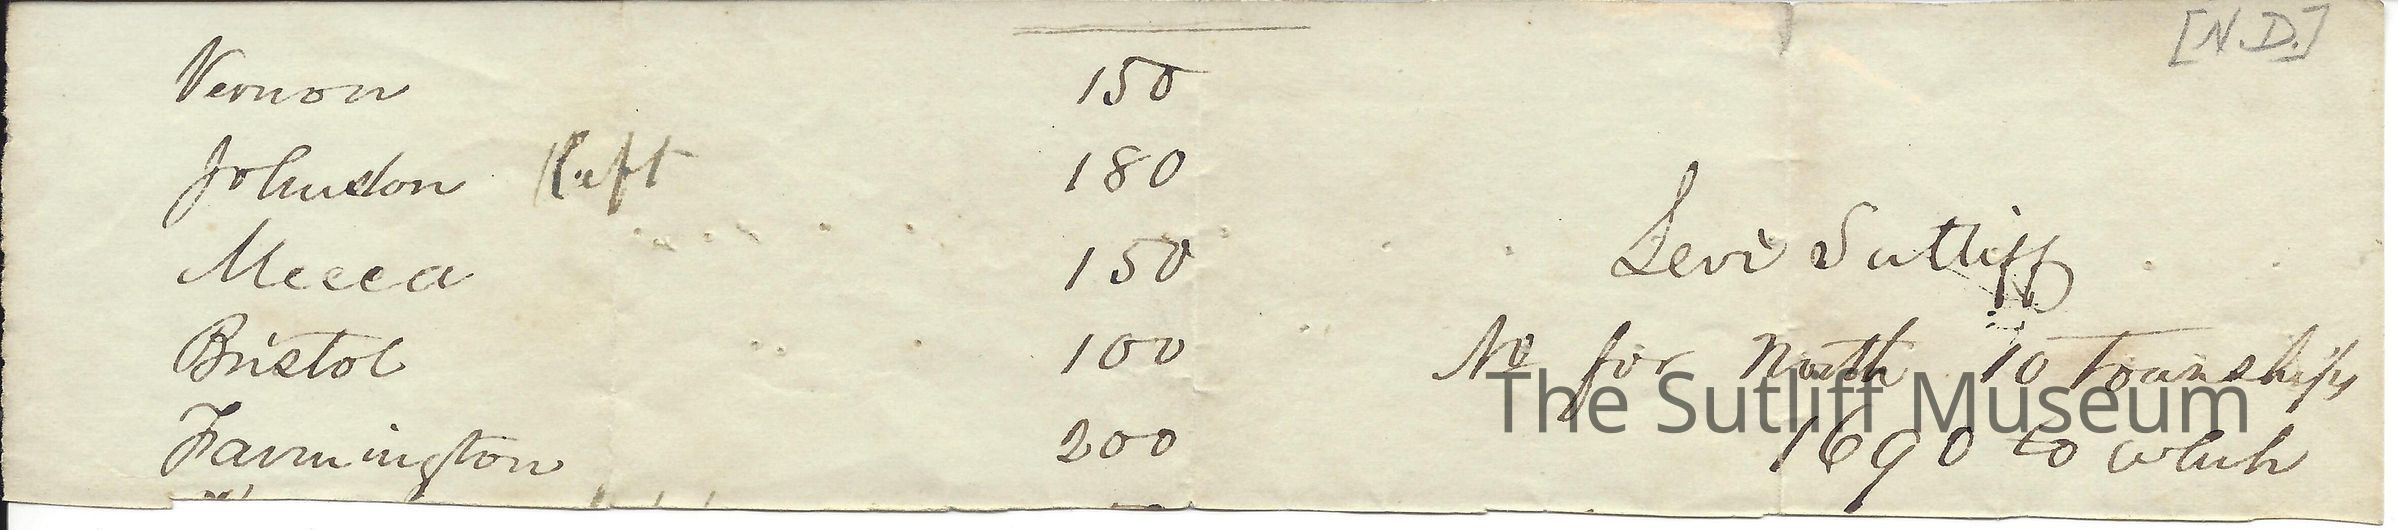 [N.D.]
Vernon 150
Johnston Kept 180
Mecca 150
Levi Sutliff
Bristol 100
No for North 10 Townships
The Sutliff Museum
Farmington 200
1690 to which